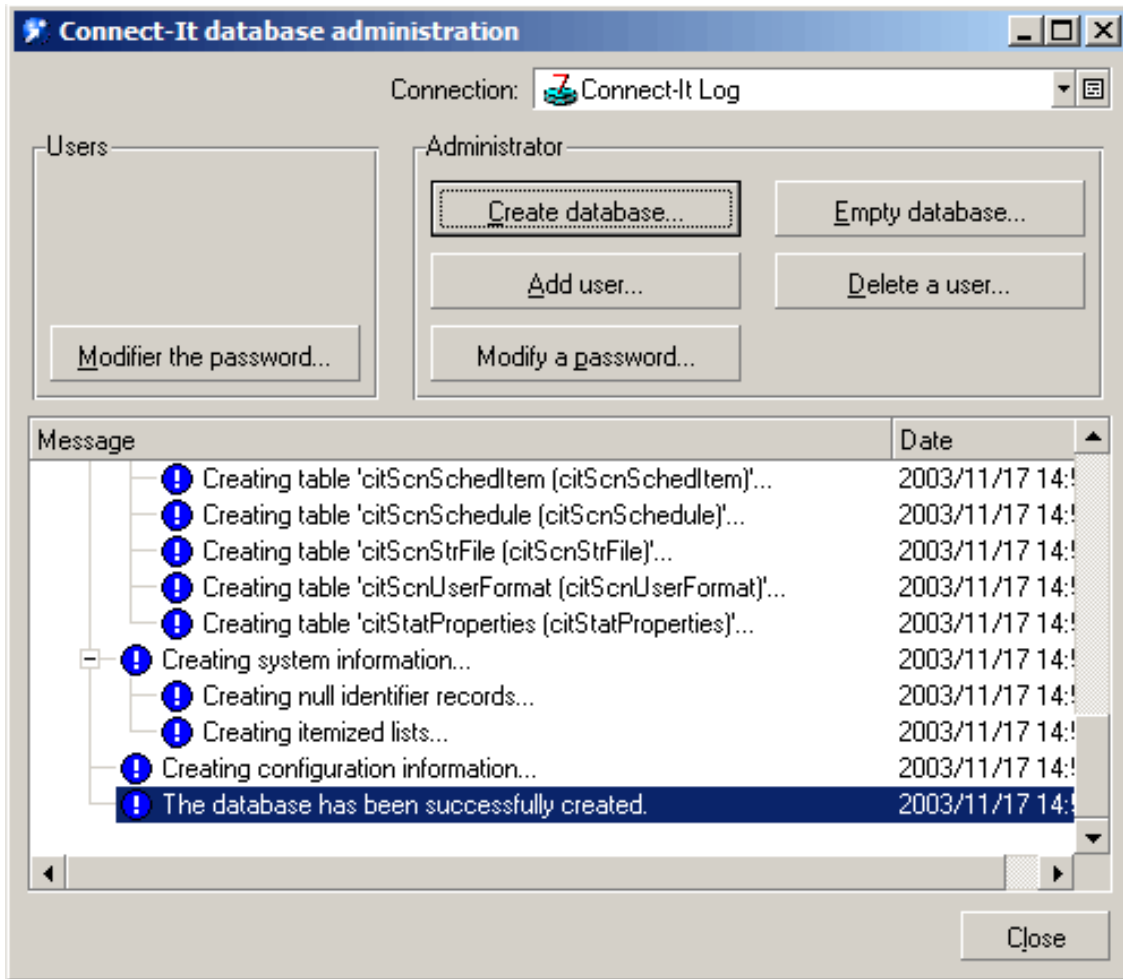 Connect-It database administration
Connection: Connect-It Log
Users
Administrator
Create database...
Empty database...
Add user...
Delete a user...
Modifier the password...
Modify a password...
Message Date
Creating table 'citScnSchedItem (citScnSchedItem)'... 2003/11/17 14:
Creating table 'citScnSchedule (citScnSchedule)'... 2003/11/17 14:
Creating table 'citScnStrFile (citScnStrFile)'... 2003/11/17 14:
Creating table 'citScnUserFormat (citScnUserFormat)'... 2003/11/17 14:
Creating table 'citStatProperties (citStatProperties)'... 2003/11/17 14:
Creating system information... 2003/11/17 14:
Creating null identifier records... 2003/11/17 14:
Creating itemized lists... 2003/11/17 14:
Creating configuration information... 2003/11/17 14:
The database has been successfully created. 2003/11/17 14:
Close